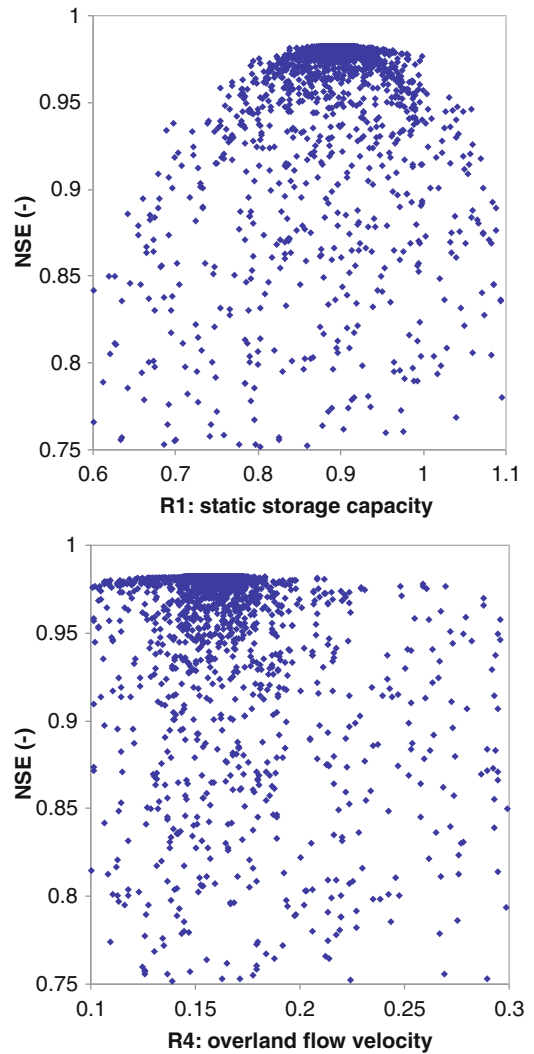 1
0.95
0.9
0.85
0.8
0.75
NSE (-)
0.6 0.7 0.8 0.9 1 1.1
R1: static storage capacity
1
0.95
0.9
0.85
0.8
0.75
NSE (-)
0.1 0.15 0.2 0.25 0.3
R4: overland flow velocity